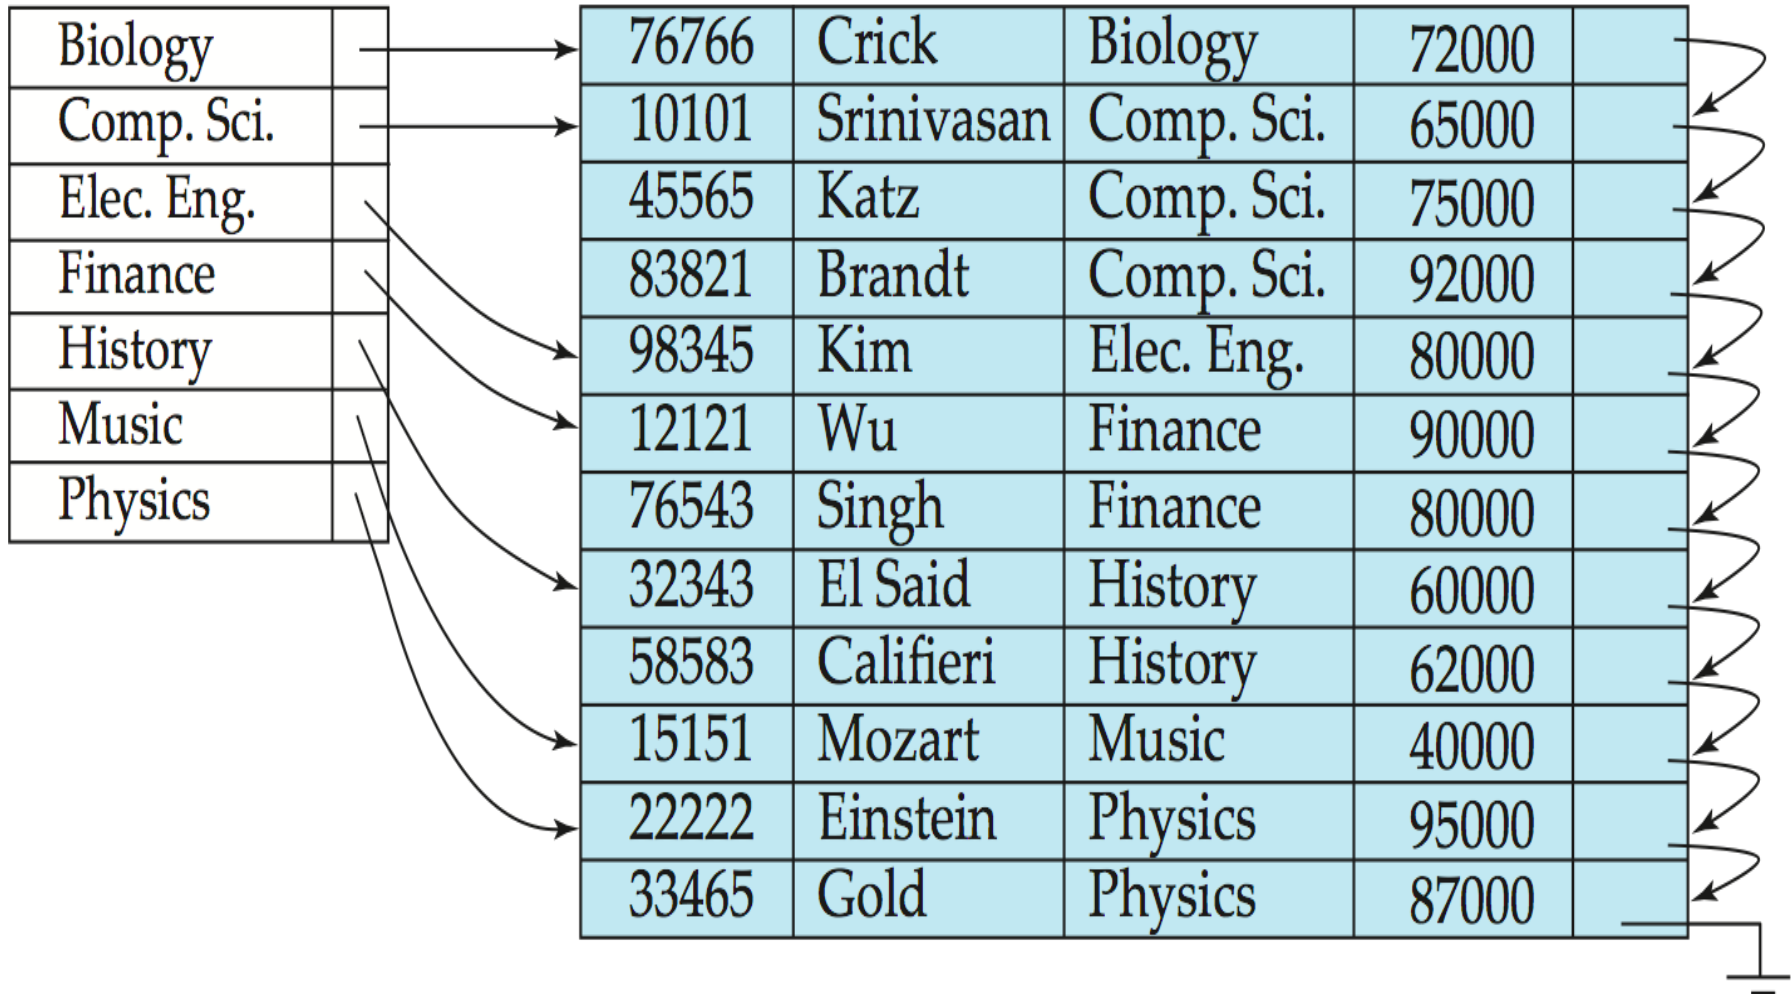 Biology
Comp. Sci.
Elec. Eng.
Finance
History
Music
Physics
76766 Crick Biology 72000
10101 Srinivasan Comp. Sci. 65000
45565 Katz Comp. Sci. 75000
83821 Brandt Comp. Sci. 92000
98345 Kim Elec. Eng. 80000
12121 Wu Finance 90000
76543 Singh Finance 80000
32343 El Said History 60000
58583 Califieri History 62000
15151 Mozart Music 40000
22222 Einstein Physics 95000
33465 Gold Physics 87000